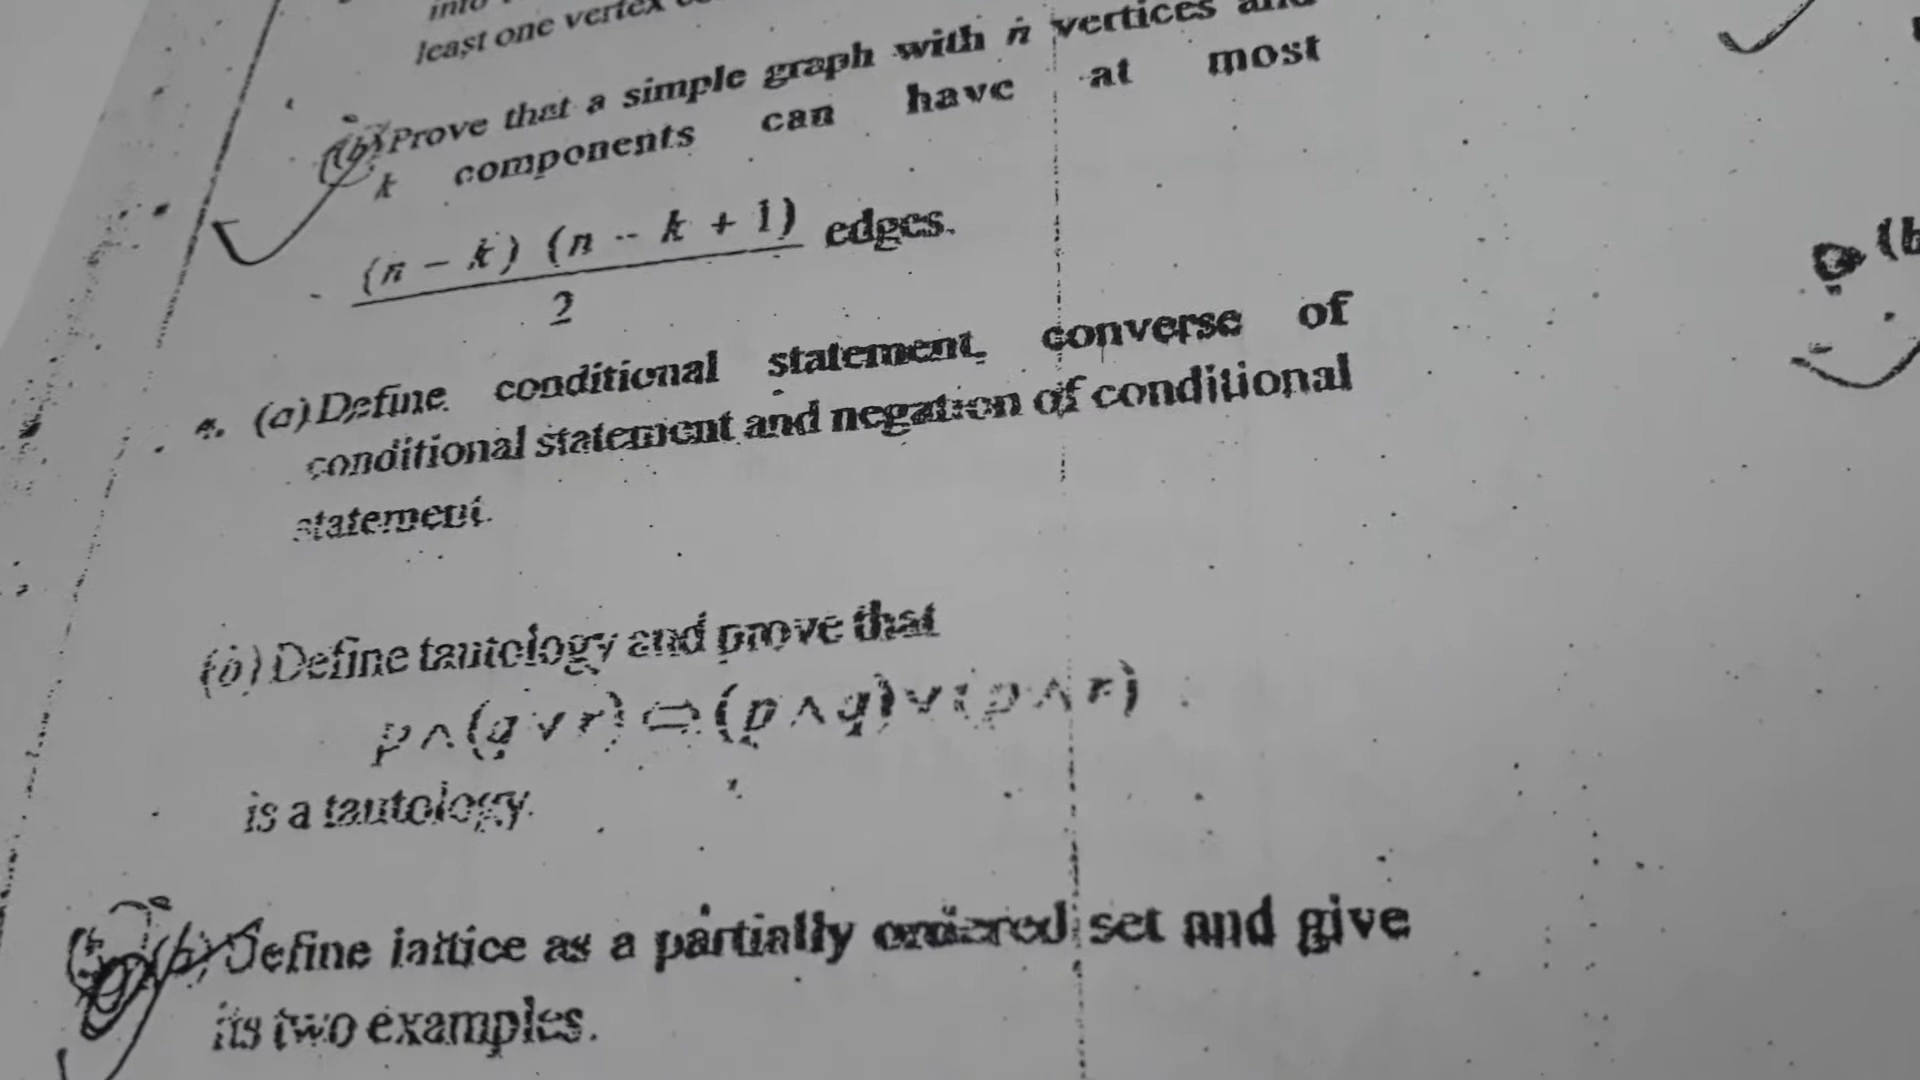 least one vertex
(b) Prove that a simple graph with n vertices and
k components can have at most
(n - k) (n - k + 1) edges.
2
4. (a) Define conditional statement, converse of
conditional statement and negation of conditional
statement.
(b) Define tautology and prove that
p ∧ (q ∨ r) ⇔ (p ∧ q) ∨ (p ∧ r)
is a tautology.
(b) Define lattice as a partially ordered set and give
its two examples.
(b